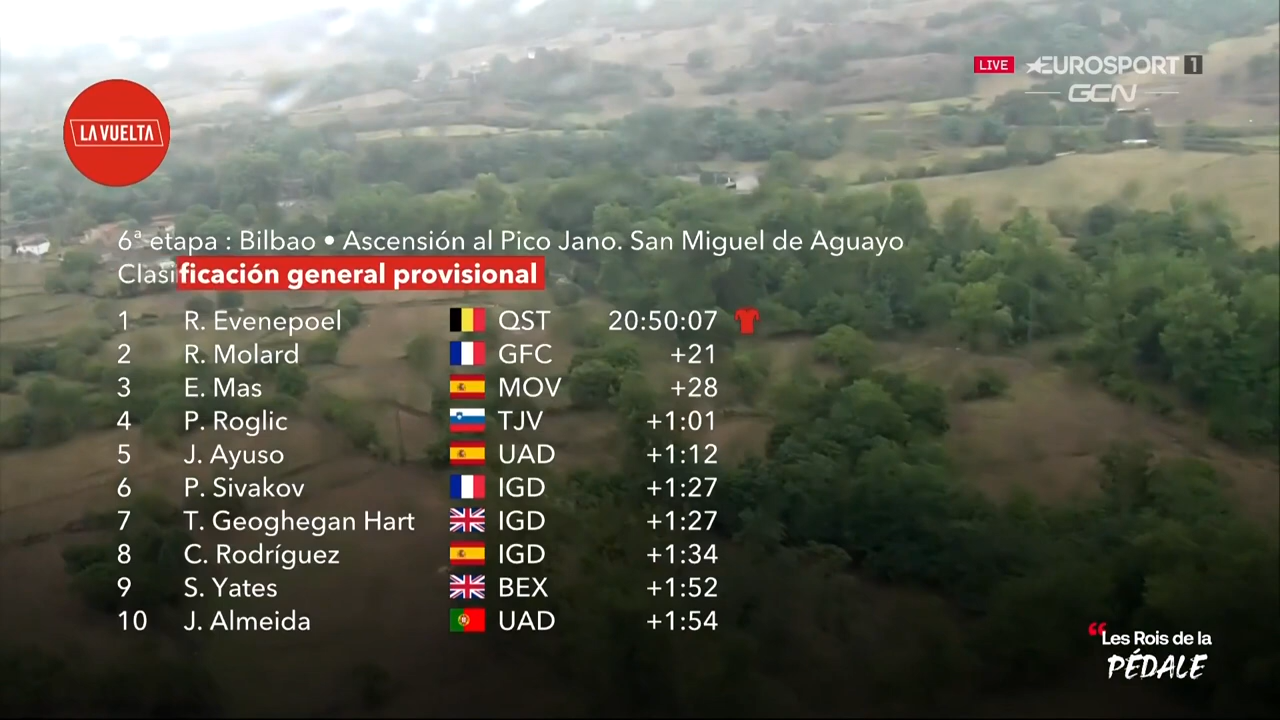 LIVE EUROSPORT 1
GCN
LA VUELTA
6ª etapa : Bilbao • Ascensión al Pico Jano. San Miguel de Aguayo
Clasificación general provisional
1 R. Evenepoel QST 20:50:07
2 R. Molard GFC +21
3 E. Mas MOV +28
4 P. Roglic TJV +1:01
5 J. Ayuso UAD +1:12
6 P. Sivakov IGD +1:27
7 T. Geoghegan Hart IGD +1:27
8 C. Rodríguez IGD +1:34
9 S. Yates BEX +1:52
10 J. Almeida UAD +1:54
“Les Rois de la
PÉDALE